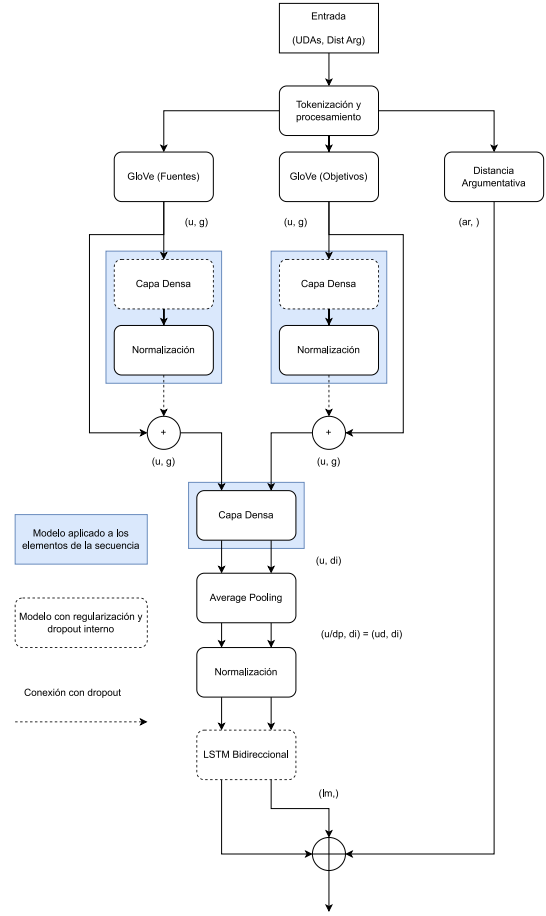 Entrada
(UDAs, Dist Arg)
Tokenización y
procesamiento
GloVe (Fuentes)
GloVe (Objetivos)
Distancia
Argumentativa
(u, g)
(u, g)
(ar, )
Capa Densa
Capa Densa
Normalización
Normalización
+
+
(u, g)
(u, g)
Capa Densa
Modelo aplicado a los
elementos de la secuencia
(u, di)
Average Pooling
Modelo con regularización y
dropout interno
(u/dp, di) = (ud, di)
Normalización
Conexión con dropout
LSTM Bidireccional
(lm,)